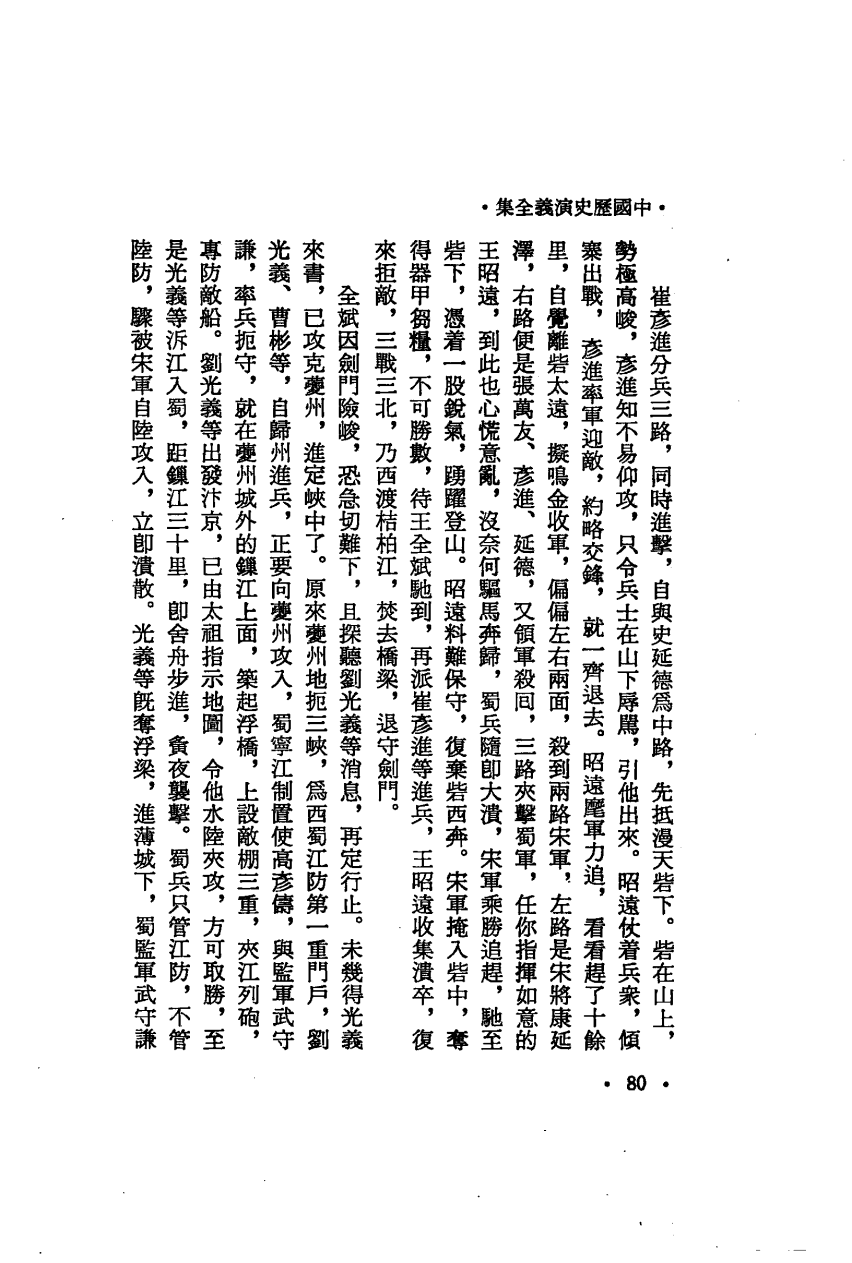 •中國歷史演義全集•
崔彥進分兵三路，同時進擊，自與史延德爲中路，先抵漫天砦下。砦在山上，
勢極高峻，彥進知不易仰攻，只令兵士在山下辱駡，引他出來。昭遠仗着兵衆，傾
寨出戰，彥進率軍迎敵，約略交鋒，就一齊退去。昭遠麾軍力追，看看趕了十餘
里，自覺離砦太遠，擬鳴金收軍，偏偏左右兩面，殺到兩路宋軍，左路是宋將康延
澤，右路便是張萬友、彥進、延德，又領軍殺回，三路夾擊蜀軍，任你指揮如意的
王昭遠，到此也心慌意亂，沒奈何驅馬奔歸，蜀兵隨卽大潰，宋軍乘勝追趕，馳至
砦下，憑着一股銳氣，踴躍登山。昭遠料難保守，復棄砦西奔。宋軍掩入砦中，奪
得器甲芻糧，不可勝數，待王全斌馳到，再派崔彥進等進兵，王昭遠收集潰卒，復
來拒敵，三戰三北，乃西渡桔柏江，焚去橋梁，退守劍門。
全斌因劍門險峻，恐急切難下，且探聽劉光義等消息，再定行止。未幾得光義
來書，已攻克夔州，進定峽中了。原來夔州地扼三峽，爲西蜀江防第一重門戶，劉
光義、曹彬等，自歸州進兵，正要向夔州攻入，蜀寧江制置使高彥儔，與監軍武守
謙，率兵扼守，就在夔州城外的鏁江上面，築起浮橋，上設敵棚三重，夾江列砲，
專防敵船。劉光義等出發汴京，已由太祖指示地圖，令他水陸夾攻，方可取勝，至
是光義等泝江入蜀，距鏁江三十里，卽舍舟步進，夤夜襲擊。蜀兵只管江防，不管
陸防，驟被宋軍自陸攻入，立卽潰散。光義等旣奪浮梁，進薄城下，蜀監軍武守謙
• 80 •